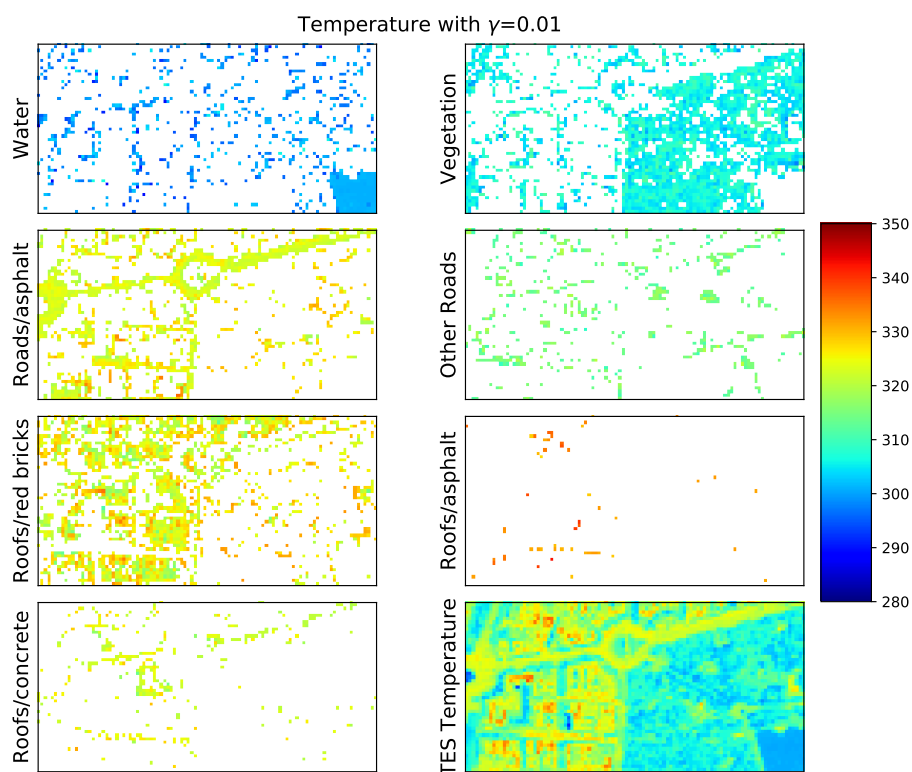 Temperature with γ=0.01
Water
Vegetation
Roads/asphalt
Other Roads
Roofs/red bricks
Roofs/asphalt
Roofs/concrete
TES Temperature
350
340
330
320
310
300
290
280